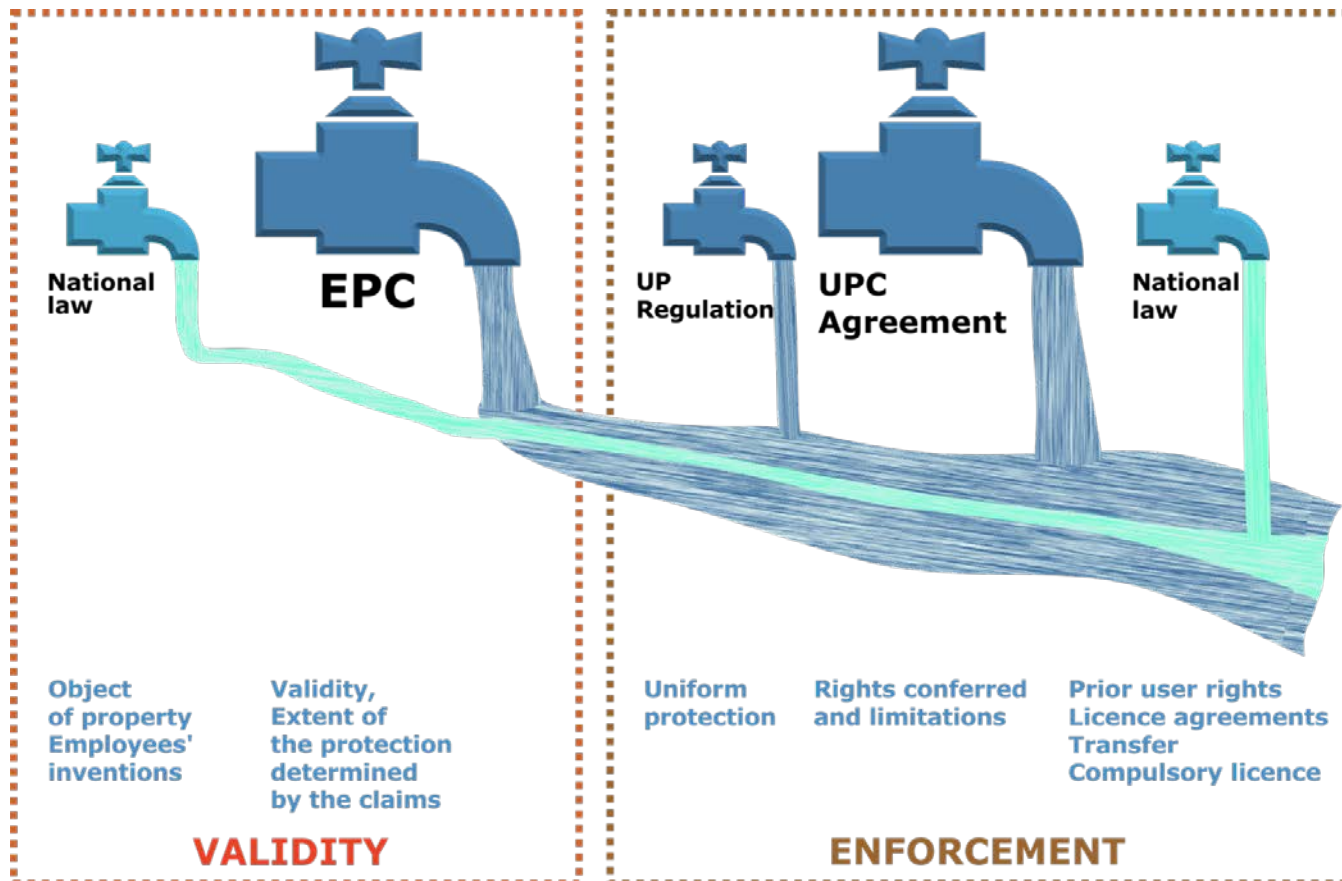 National
law
EPC
UP
Regulation
UPC
Agreement
National
law
Object
of property
Employees'
inventions
Validity,
Extent of
the protection
determined
by the claims
Uniform
protection
Rights conferred
and limitations
Prior user rights
Licence agreements
Transfer
Compulsory licence
VALIDITY
ENFORCEMENT